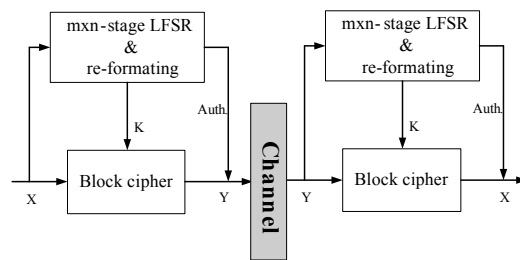 mxn-stage LFSR
&
re-formating
K
Auth.
Block cipher
X
Y
Channel
mxn-stage LFSR
&
re-formating
K
Auth.
Block cipher
Y
X